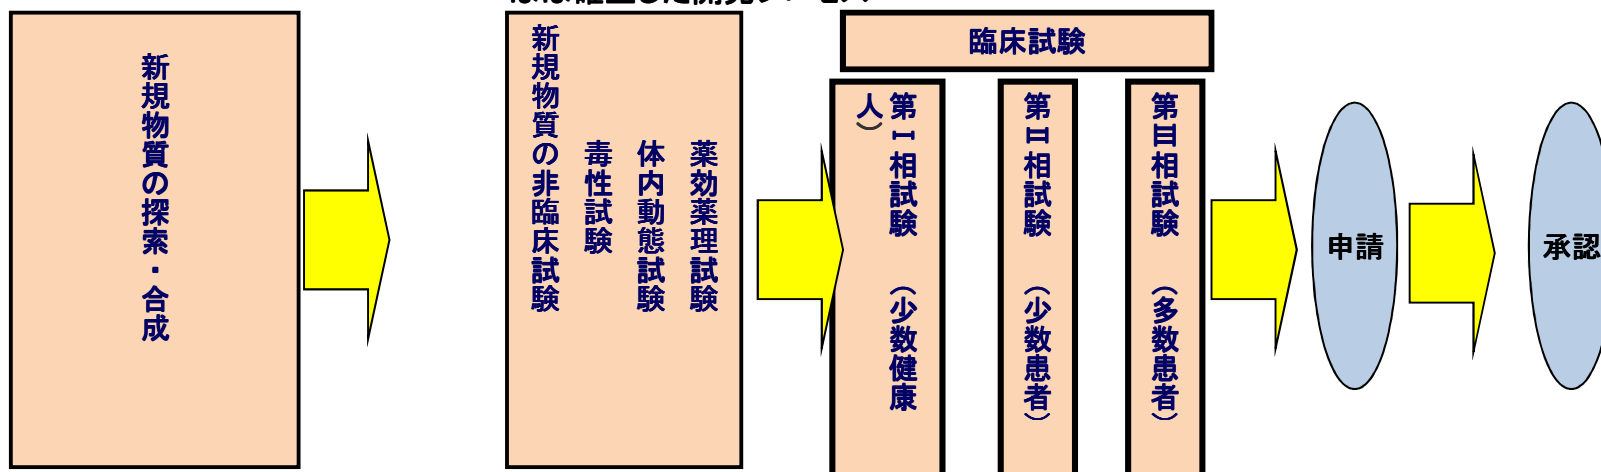 新規物質の探索・合成
新規物質の非臨床試験
毒性試験
体内動態試験
薬効薬理試験
臨床試験
第Ⅰ相試験 (少数健康
人)
第Ⅱ相試験 (少数患者)
第Ⅲ相試験 (多数患者)
申請
承認